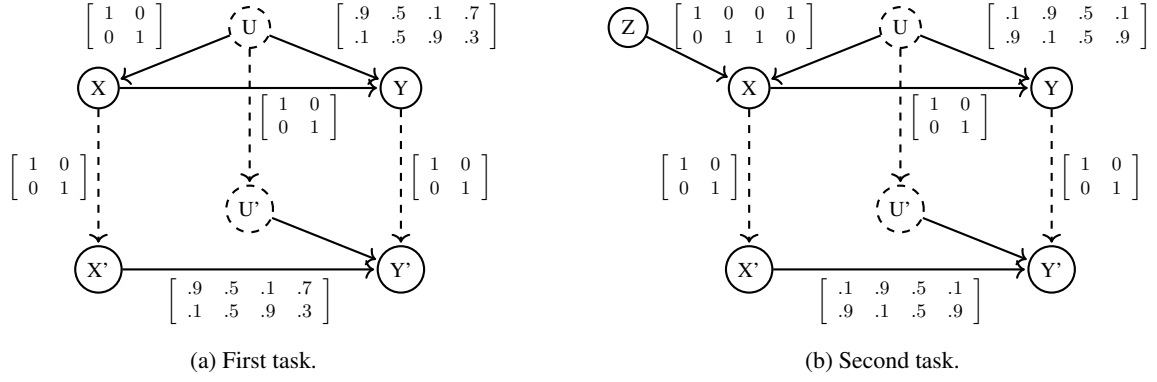 1 0
0 1
U
.9 .5 .1 .7
.1 .5 .9 .3
X
Y
1 0
0 1
1 0
0 1
1 0
0 1
U'
X'
Y'
.9 .5 .1 .7
.1 .5 .9 .3
(a) First task.
Z
1 0 0 1
0 1 1 0
U
.1 .9 .5 .1
.9 .1 .5 .9
X
Y
1 0
0 1
1 0
0 1
1 0
0 1
U'
X'
Y'
.1 .9 .5 .1
.9 .1 .5 .9
(b) Second task.